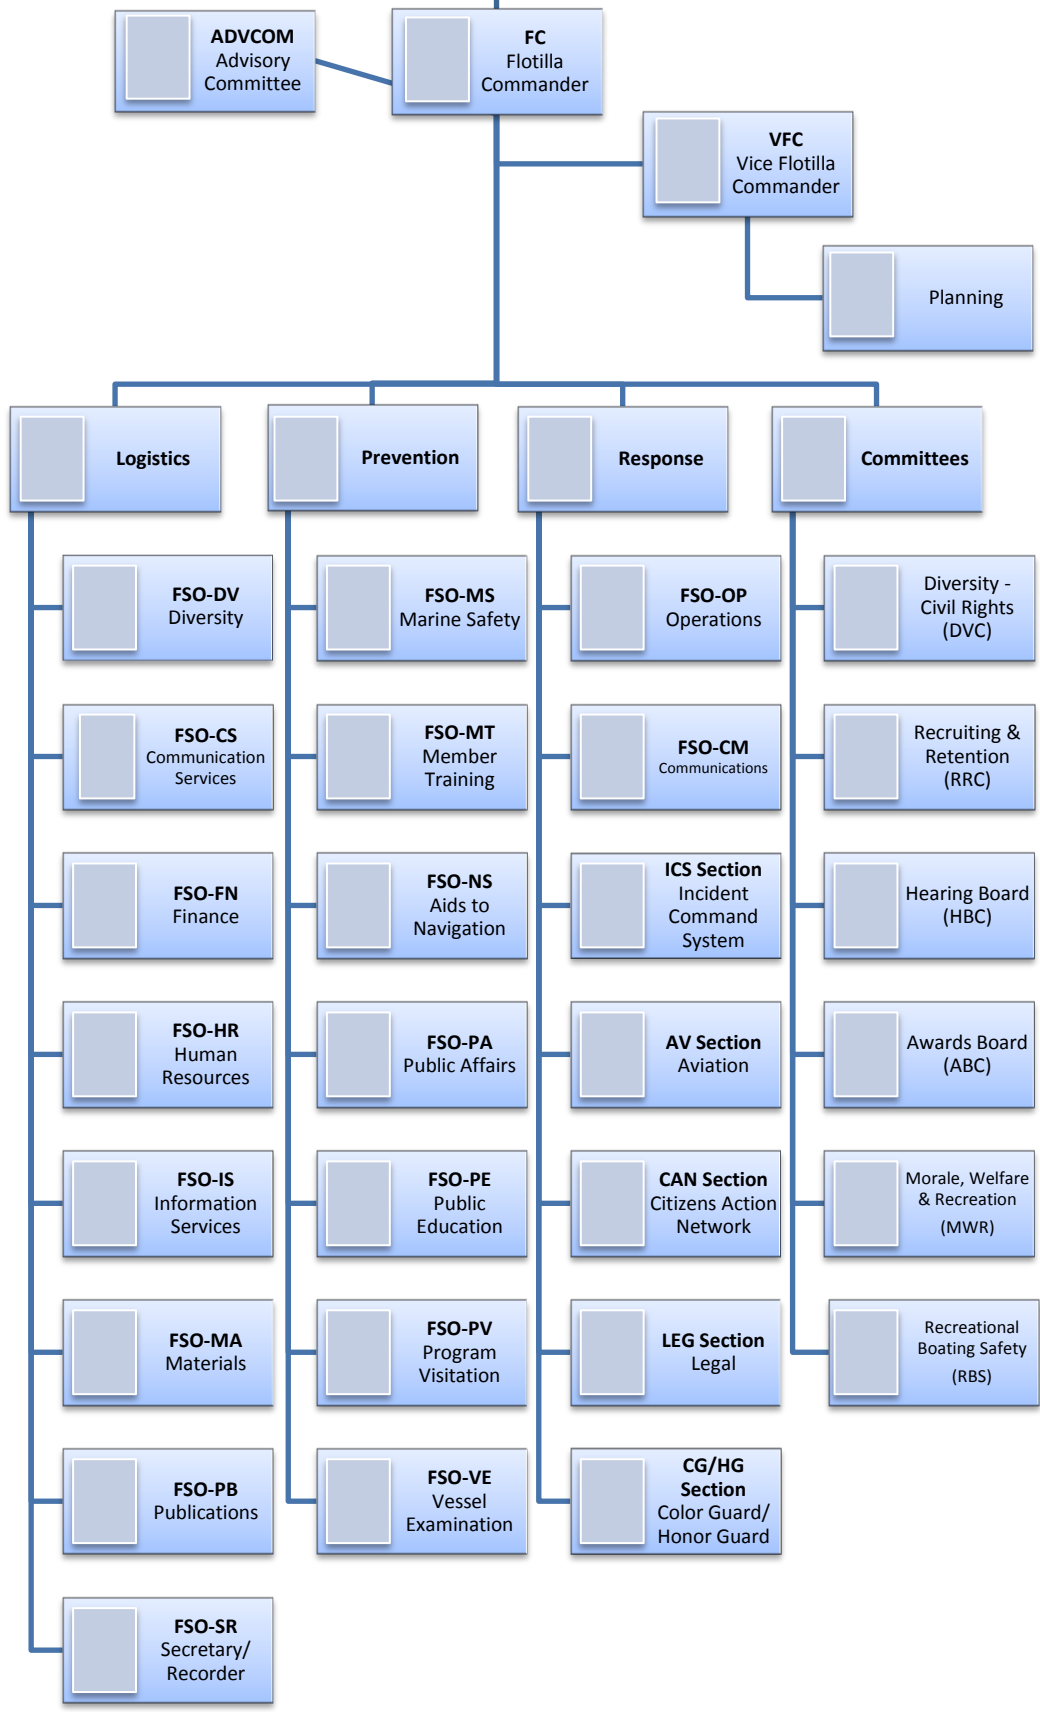 ADVCOM
Advisory
Committee
FC
Flotilla
Commander
VFC
Vice Flotilla
Commander
Planning
Logistics
Prevention
Response
Committees
FSO-DV
Diversity
FSO-CS
Communication
Services
FSO-FN
Finance
FSO-HR
Human
Resources
FSO-IS
Information
Services
FSO-MA
Materials
FSO-PB
Publications
FSO-SR
Secretary/
Recorder
FSO-MS
Marine Safety
FSO-MT
Member
Training
FSO-NS
Aids to
Navigation
FSO-PA
Public Affairs
FSO-PE
Public
Education
FSO-PV
Program
Visitation
FSO-VE
Vessel
Examination
FSO-OP
Operations
FSO-CM
Communications
ICS Section
Incident
Command
System
AV Section
Aviation
CAN Section
Citizens Action
Network
LEG Section
Legal
CG/HG
Section
Color Guard/
Honor Guard
Diversity -
Civil Rights
(DVC)
Recruiting &
Retention
(RRC)
Hearing Board
(HBC)
Awards Board
(ABC)
Morale, Welfare
& Recreation
(MWR)
Recreational
Boating Safety
(RBS)